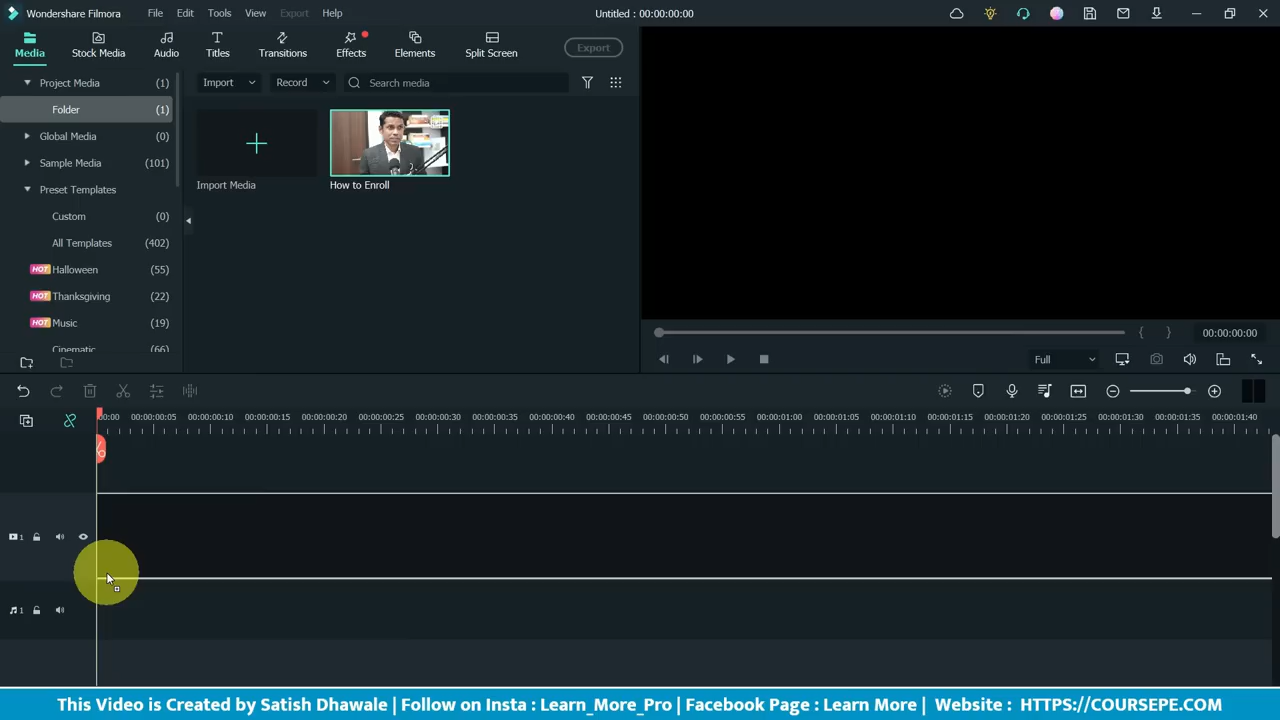 Wondershare Filmora File Edit Tools View Export Help Untitled : 00:00:00:00
Media Stock Media Audio Titles Transitions Effects Elements Split Screen Export
Project Media (1)
Folder (1)
Global Media (0)
Sample Media (101)
Preset Templates
Custom (0)
All Templates (402)
HOT Halloween (55)
HOT Thanksgiving (22)
HOT Music (19)
Cinematic (66)
Import Record Search media
Import Media How to Enroll
{ } 00:00:00:00
Full
00:00 00:00:00:05 00:00:00:10 00:00:00:15 00:00:00:20 00:00:00:25 00:00:00:30 00:00:00:35 00:00:00:40 00:00:00:45 00:00:00:50 00:00:00:55 00:00:01:00 00:00:01:05 00:00:01:10 00:00:01:15 00:00:01:20 00:00:01:25 00:00:01:30 00:00:01:35 00:00:01:40
1
1
This Video is Created by Satish Dhawale | Follow on Insta : Learn_More_Pro | Facebook Page : Learn More | Website : HTTPS://COURSEPE.COM